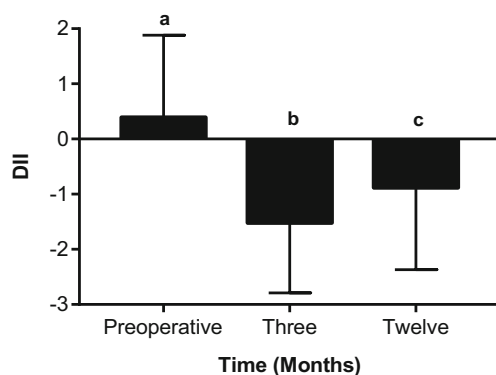 a
2
1
b
c
0
DII
-1
-2
-3
Preoperative Three Twelve
Time (Months)